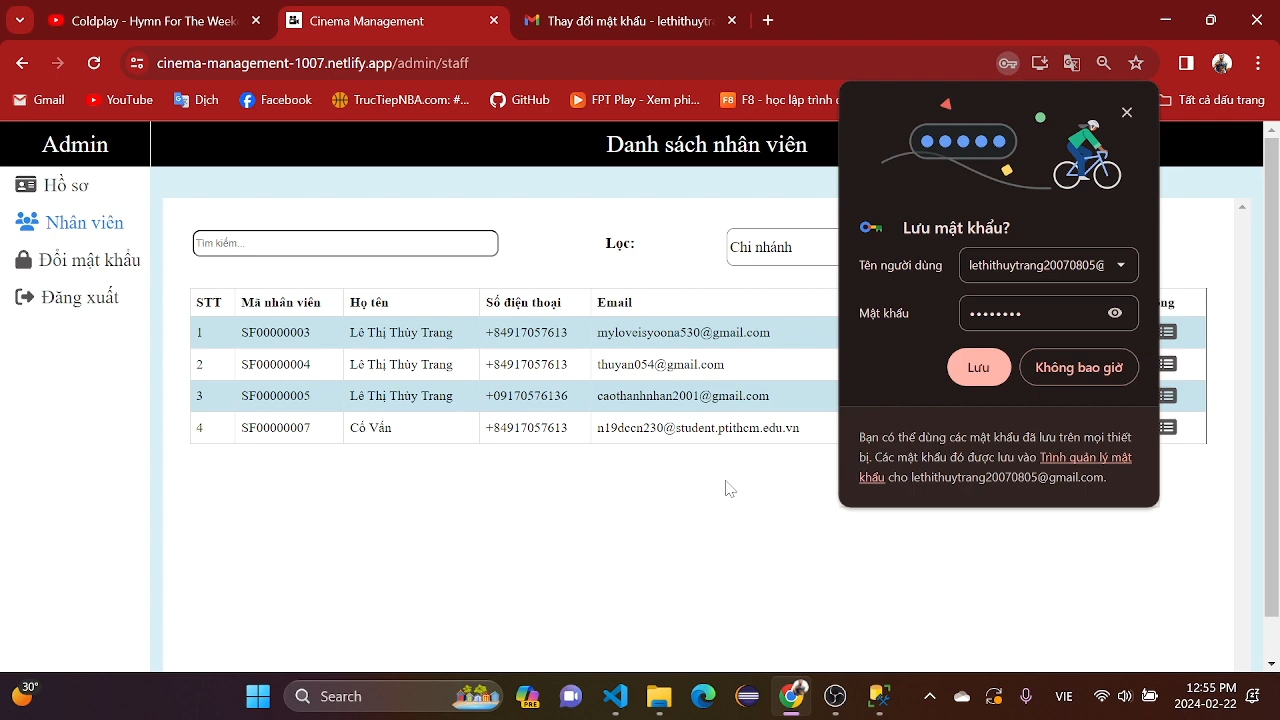 Coldplay - Hymn For The Week
Cinema Management
Thay đổi mật khẩu - lethithuytra
cinema-management-1007.netlify.app/admin/staff
Gmail
YouTube
Dịch
Facebook
TrucTiepNBA.com: #...
GitHub
FPT Play - Xem phi...
F8 - học lập trình
Tất cả dấu trang
Admin
Danh sách nhân viên
Hồ sơ
Nhân viên
Đổi mật khẩu
Đăng xuất
Tìm kiếm...
Lọc:
Chi nhánh
STT Mã nhân viên Họ tên Số điện thoại Email
1 SF00000003 Lê Thị Thùy Trang +84917057613 myloveisyoona530@gmail.com
2 SF00000004 Lê Thị Thùy Trang +84917057613 thuyan054@gmail.com
3 SF00000005 Lê Thị Thùy Trang +09170576136 caothanhnhan2001@gmail.com
4 SF00000007 Cố Vấn +84917057613 n19dccn230@student.ptithcm.edu.vn
Lưu mật khẩu?
Tên người dùng
lethithuytrang20070805@
Mật khẩu
••••••••
Lưu
Không bao giờ
Bạn có thể dùng các mật khẩu đã lưu trên mọi thiết
bị. Các mật khẩu đó được lưu vào Trình quản lý mật
khẩu cho lethithuytrang20070805@gmail.com.
30°
Search
PRE
VIE
12:55 PM
2024-02-22